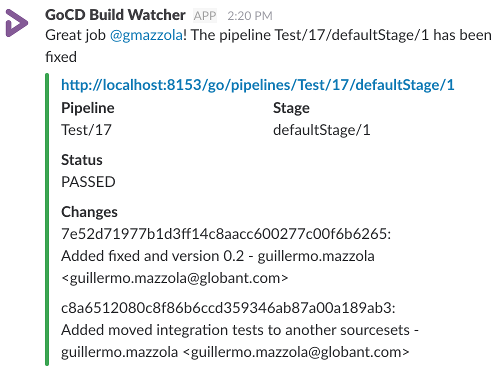 GoCD Build Watcher APP 2:20 PM
Great job @gmazzola! The pipeline Test/17/defaultStage/1 has been
fixed
http://localhost:8153/go/pipelines/Test/17/defaultStage/1
Pipeline Stage
Test/17 defaultStage/1
Status
PASSED
Changes
7e52d71977b1d3ff14c8aacc600277c00f6b6265:
Added fixed and version 0.2 - guillermo.mazzola
<guillermo.mazzola@globant.com>
c8a6512080c8f86b6ccd359346ab87a00a189ab3:
Added moved integration tests to another sourcesets -
guillermo.mazzola <guillermo.mazzola@globant.com>